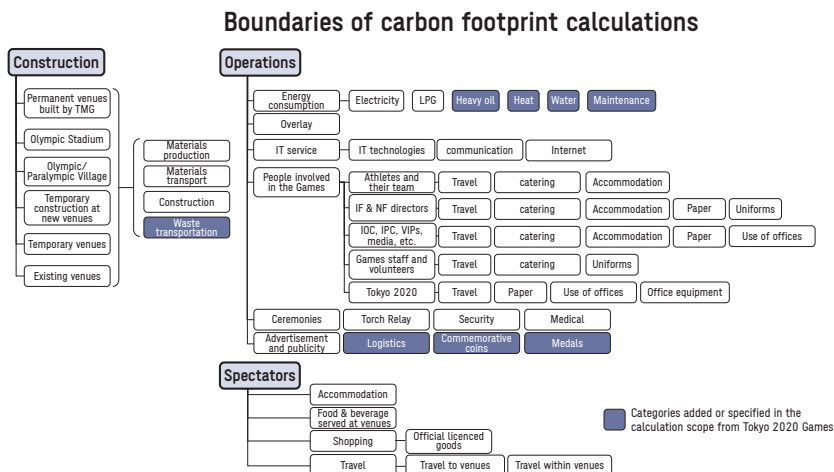 Boundaries of carbon footprint calculations
Construction
Permanent venues
built by TMG
Olympic Stadium
Olympic/
Paralympic Village
Temporary
construction at
new venues
Temporary venues
Existing venues
Materials
production
Materials
transport
Construction
Waste
transportation
Operations
Energy
consumption
Electricity
LPG
Heavy oil
Heat
Water
Maintenance
Overlay
IT service
IT technologies
communication
Internet
People involved
in the Games
Athletes and
their team
Travel
catering
Accommodation
IF & NF directors
Travel
catering
Accommodation
Paper
Uniforms
IOC, IPC, VIPs,
media, etc.
Travel
catering
Accommodation
Paper
Use of offices
Games staff and
volunteers
Travel
catering
Uniforms
Tokyo 2020
Travel
Paper
Use of offices
Office equipment
Ceremonies
Torch Relay
Security
Medical
Advertisement
and publicity
Logistics
Commemorative
coins
Medals
Spectators
Accommodation
Food & beverage
served at venues
Shopping
Official licenced
goods
Travel
Travel to venues
Travel within venues
Categories added or specified in the
calculation scope from Tokyo 2020 Games